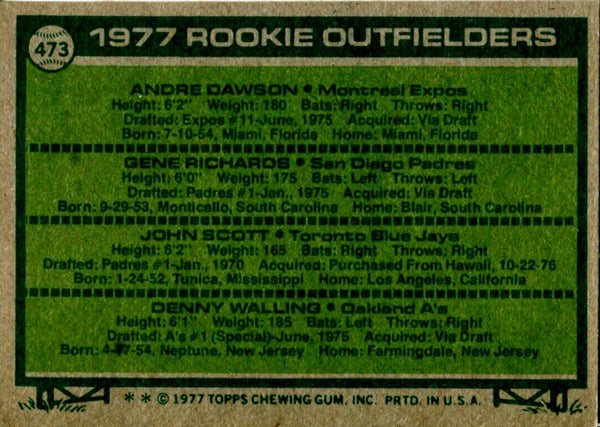 473 1977 ROOKIE OUTFIELDERS
ANDRE DAWSON • Montreal Expos
Height: 6'2" Weight: 180 Bats: Right Throws: Right
Drafted: Expos #11-June, 1975 Acquired: Via Draft
Born: 7-10-54, Miami, Florida Home: Miami, Florida
GENE RICHARDS • San Diego Padres
Height: 6'0" Weight: 175 Bats: Left Throws: Left
Drafted: Padres #1-Jan., 1975 Acquired: Via Draft
Born: 9-29-53, Monticello, South Carolina Home: Blair, South Carolina
JOHN SCOTT • Toronto Blue Jays
Height: 6'2" Weight: 165 Bats: Right Throws: Right
Drafted: Padres #1-Jan., 1970 Acquired: Purchased From Hawaii, 10-22-76
Born: 1-24-52, Tunica, Mississippi Home: Los Angeles, California
DENNY WALLING • Oakland A's
Height: 6'1" Weight: 185 Bats: Left Throws: Right
Drafted: A's #1 (Special)-June, 1975 Acquired: Via Draft
Born: 4-17-54, Neptune, New Jersey Home: Farmingdale, New Jersey
* * © 1977 TOPPS CHEWING GUM, INC. PRTD. IN U.S.A.